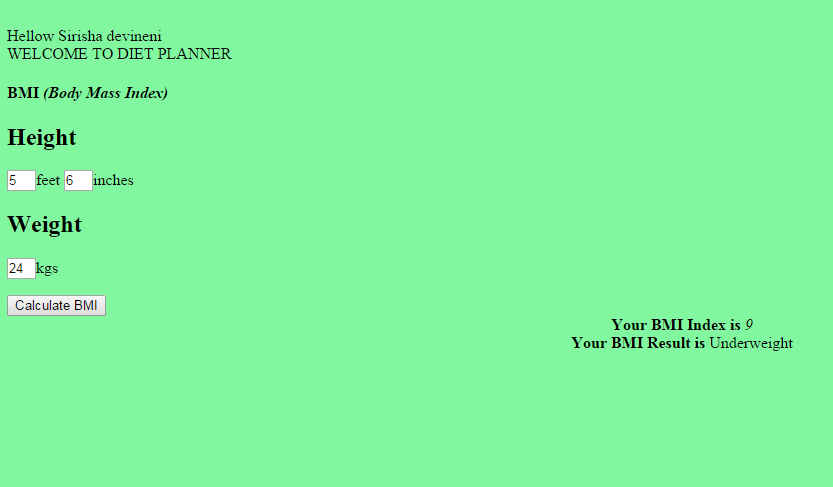 Hellow Sirisha devineni
WELCOME TO DIET PLANNER
BMI (Body Mass Index)
Height
5 feet 6 inches
Weight
24 kgs
Calculate BMI
Your BMI Index is 9
Your BMI Result is Underweight